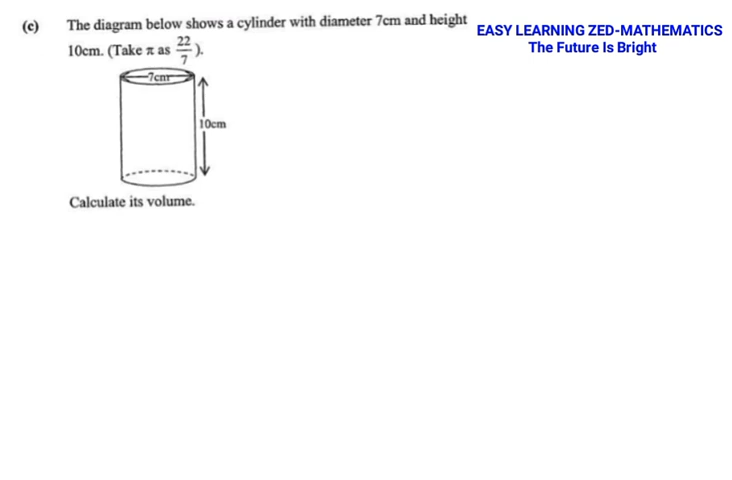 (c) The diagram below shows a cylinder with diameter 7cm and height
10cm. (Take π as 22/7).
EASY LEARNING ZED-MATHEMATICS
The Future Is Bright
7cm
10cm
Calculate its volume.